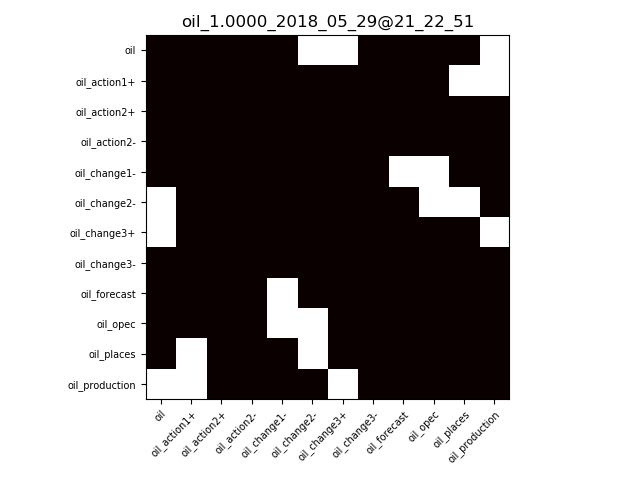 oil_1.0000_2018_05_29@21_22_51
oil
oil_action1+
oil_action2+
oil_action2-
oil_change1-
oil_change2-
oil_change3+
oil_change3-
oil_forecast
oil_opec
oil_places
oil_production
oil
oil_action1+
oil_action2+
oil_action2-
oil_change1-
oil_change2-
oil_change3+
oil_change3-
oil_forecast
oil_opec
oil_places
oil_production